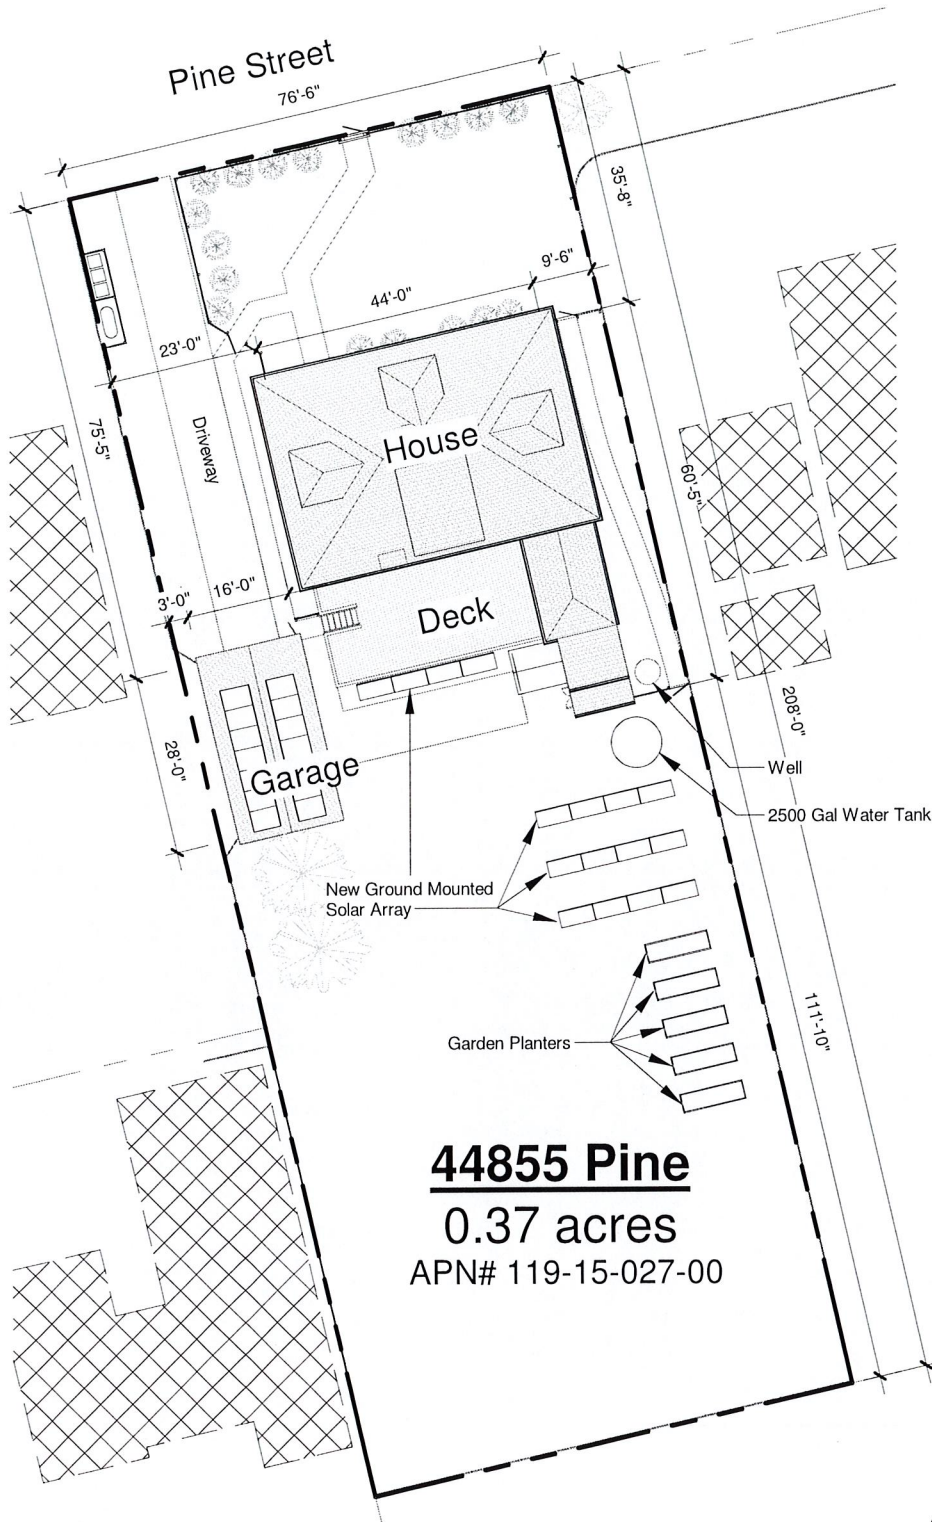 Pine Street
76'-6"
35'-8"
9'-6"
44'-0"
23'-0"
75'-5"
Driveway
House
60'-5"
3'-0"
16'-0"
Deck
208'-0"
28'-0"
Garage
Well
2500 Gal Water Tank
New Ground Mounted
Solar Array
111'-10"
Garden Planters
44855 Pine
0.37 acres
APN# 119-15-027-00